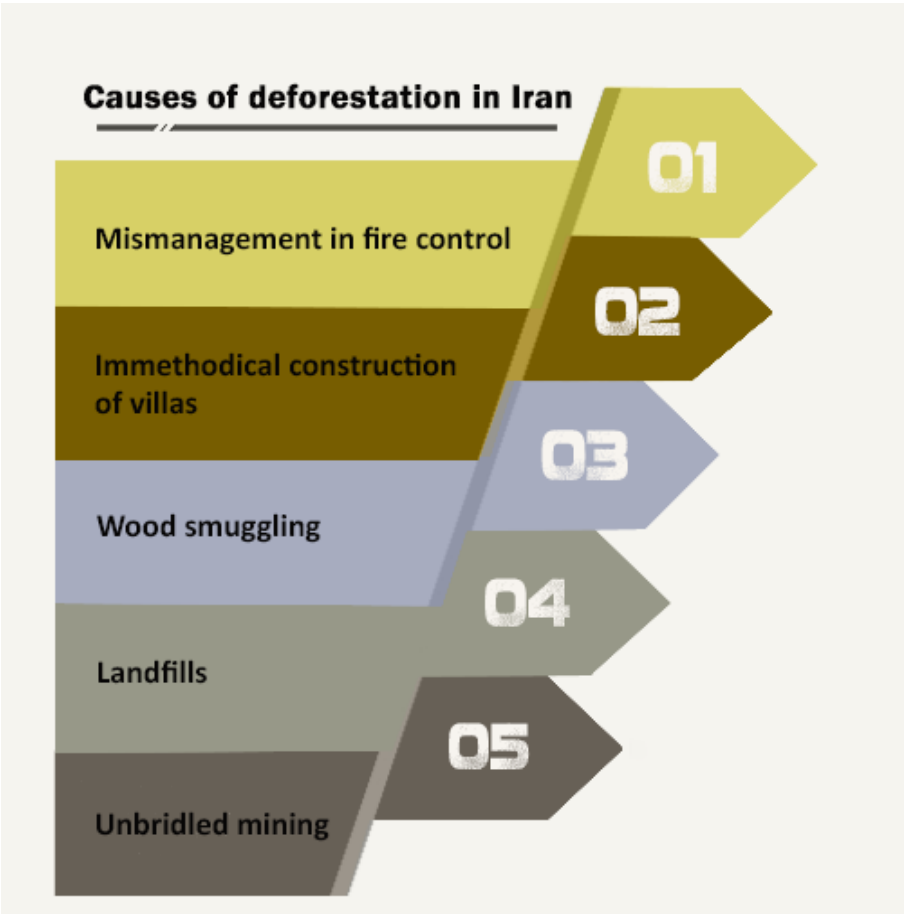 Causes of deforestation in Iran
01
Mismanagement in fire control
02
Immethodical construction
of villas
03
Wood smuggling
04
Landfills
05
Unbridled mining